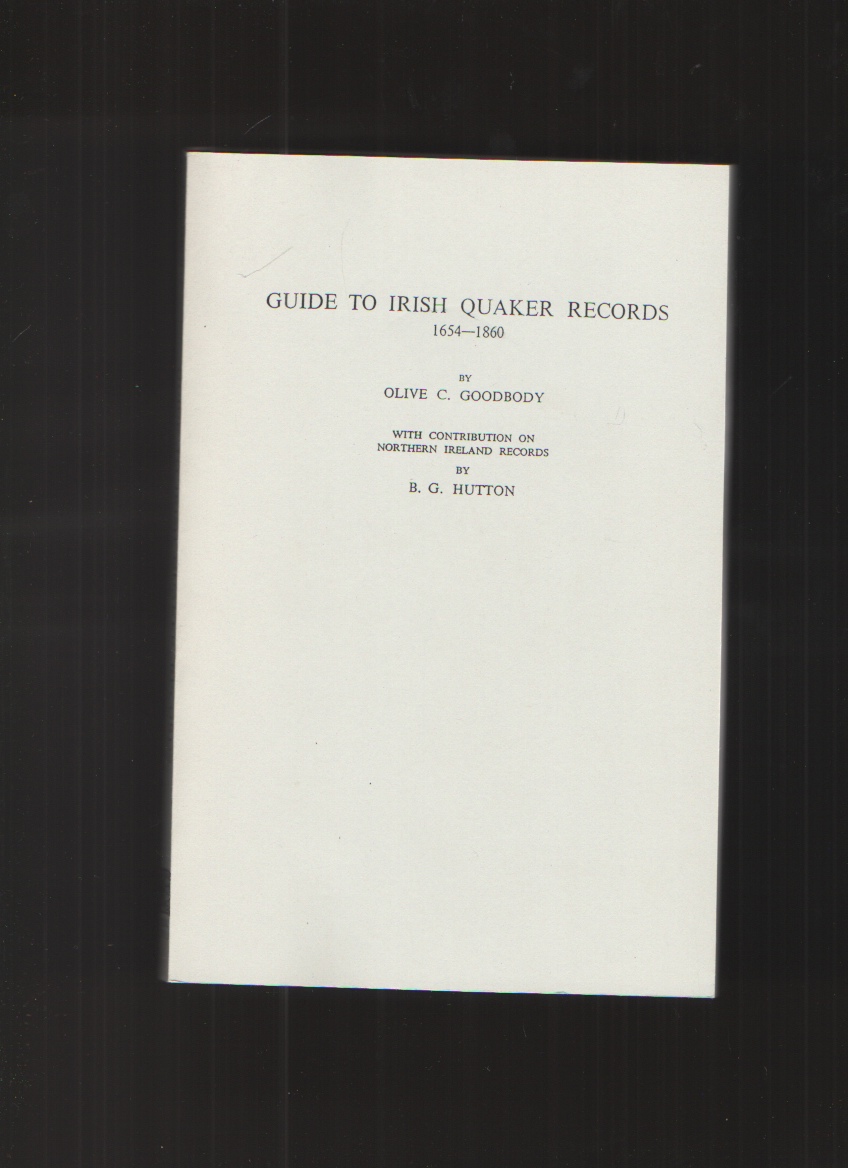 GUIDE TO IRISH QUAKER RECORDS
1654—1860
BY
OLIVE C. GOODBODY
WITH CONTRIBUTION ON
NORTHERN IRELAND RECORDS
BY
B. G. HUTTON